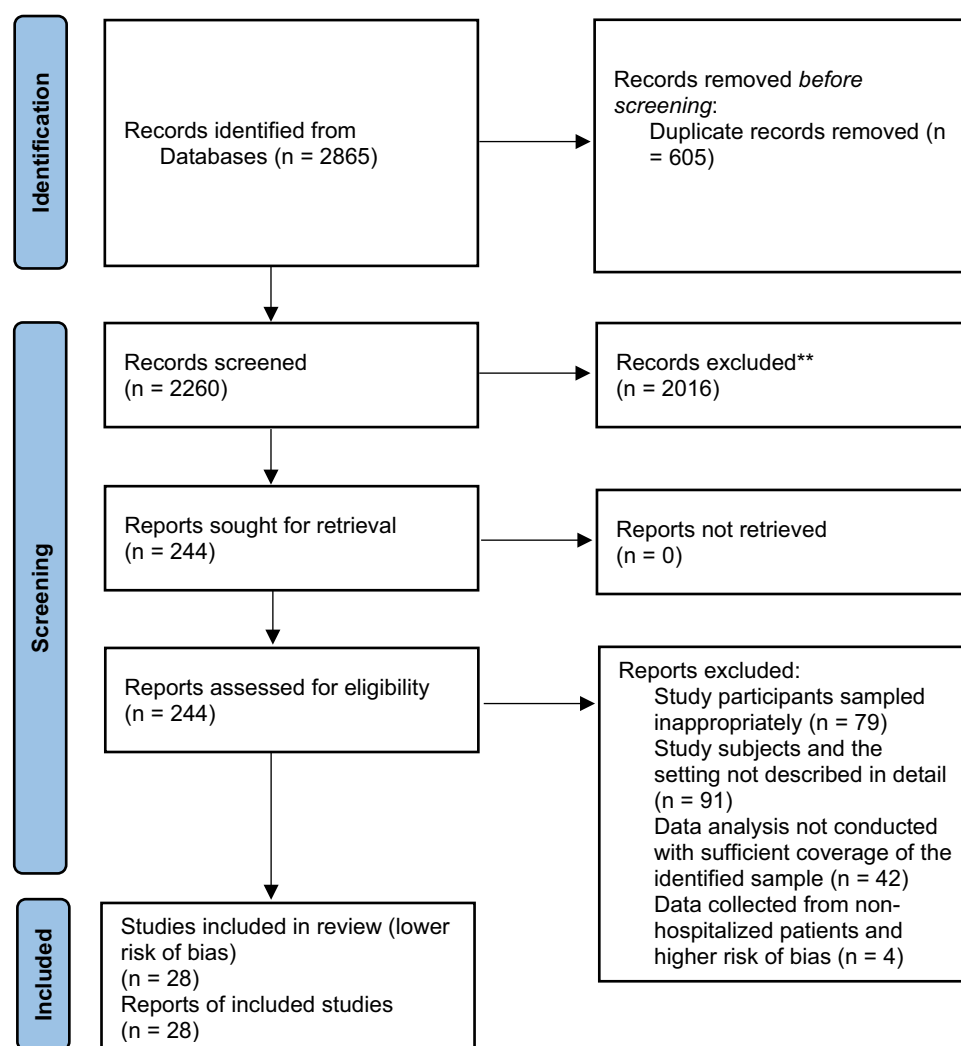 Identification
Records identified from
Databases (n = 2865)
Records removed before
screening:
Duplicate records removed (n
= 605)
Screening
Records screened
(n = 2260)
Records excluded**
(n = 2016)
Reports sought for retrieval
(n = 244)
Reports not retrieved
(n = 0)
Reports assessed for eligibility
(n = 244)
Reports excluded:
Study participants sampled
inappropriately (n = 79)
Study subjects and the
setting not described in detail
(n = 91)
Data analysis not conducted
with sufficient coverage of the
identified sample (n = 42)
Data collected from non-
hospitalized patients and
higher risk of bias (n = 4)
Included
Studies included in review (lower
risk of bias)
(n = 28)
Reports of included studies
(n = 28)